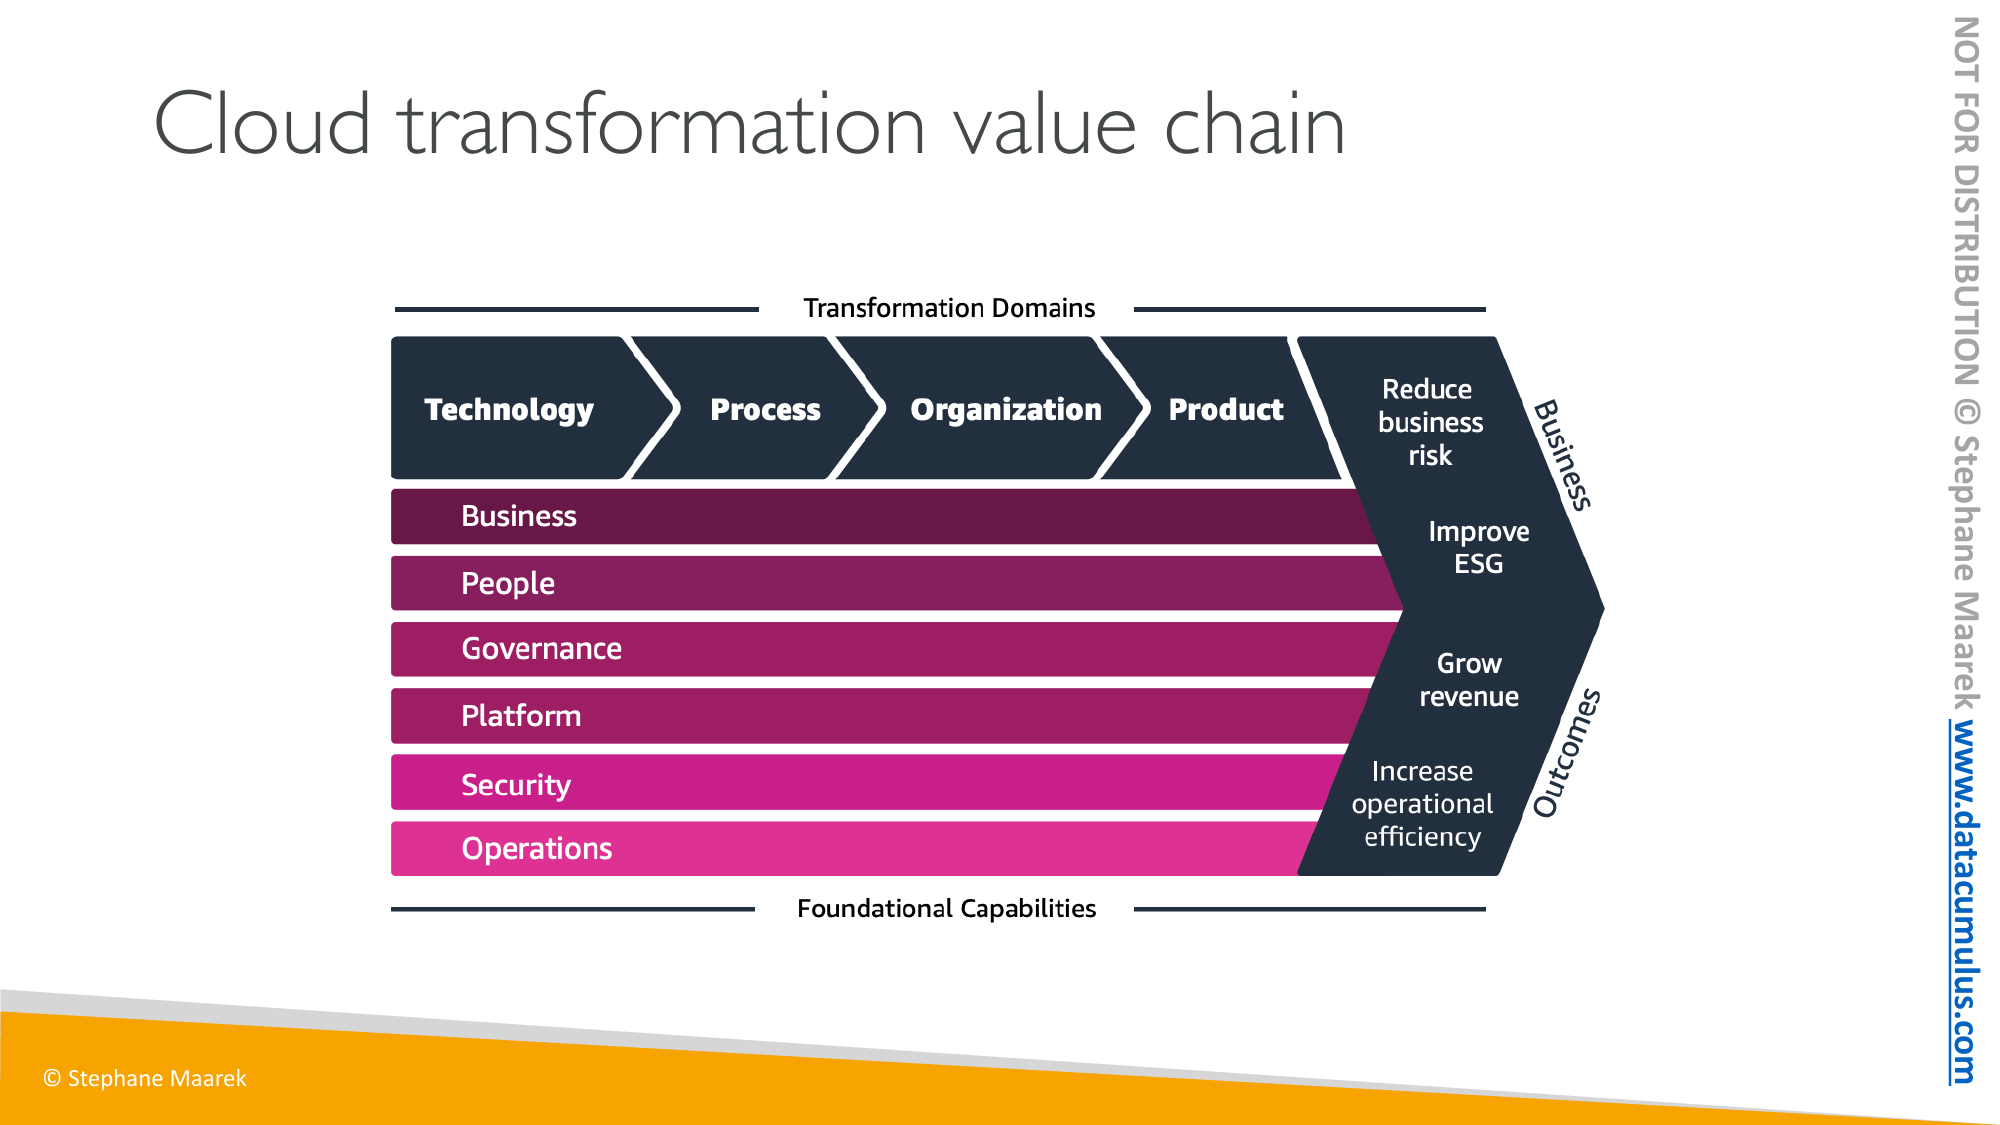 Cloud transformation value chain
Transformation Domains
Technology
Process
Organization
Product
Reduce
business
risk
Improve
ESG
Grow
revenue
Increase
operational
efficiency
Business
Outcomes
Business
People
Governance
Platform
Security
Operations
Foundational Capabilities
© Stephane Maarek
NOT FOR DISTRIBUTION © Stephane Maarek www.datacumulus.com